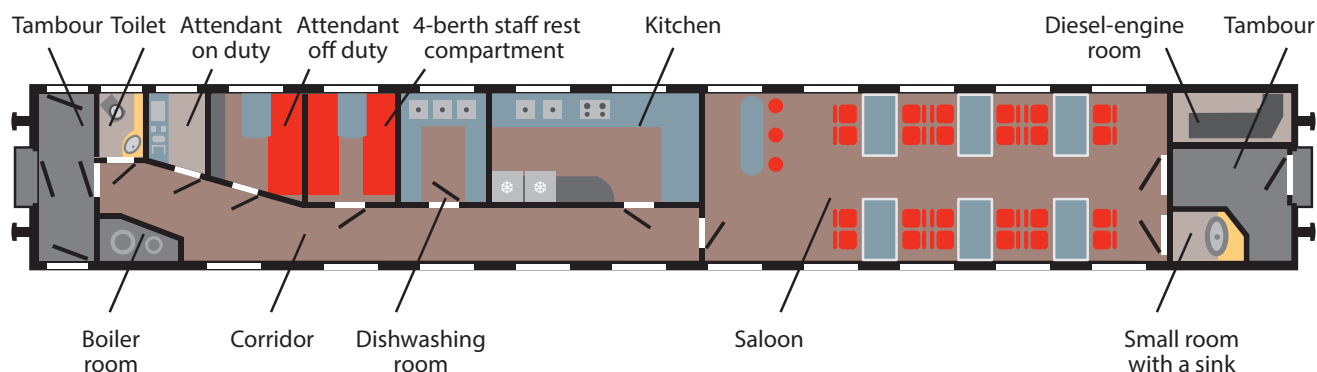 Tambour
Toilet
Attendant
on duty
Attendant
off duty
4-berth staff rest
compartment
Kitchen
Diesel-engine
room
Tambour
Boiler
room
Corridor
Dishwashing
room
Saloon
Small room
with a sink